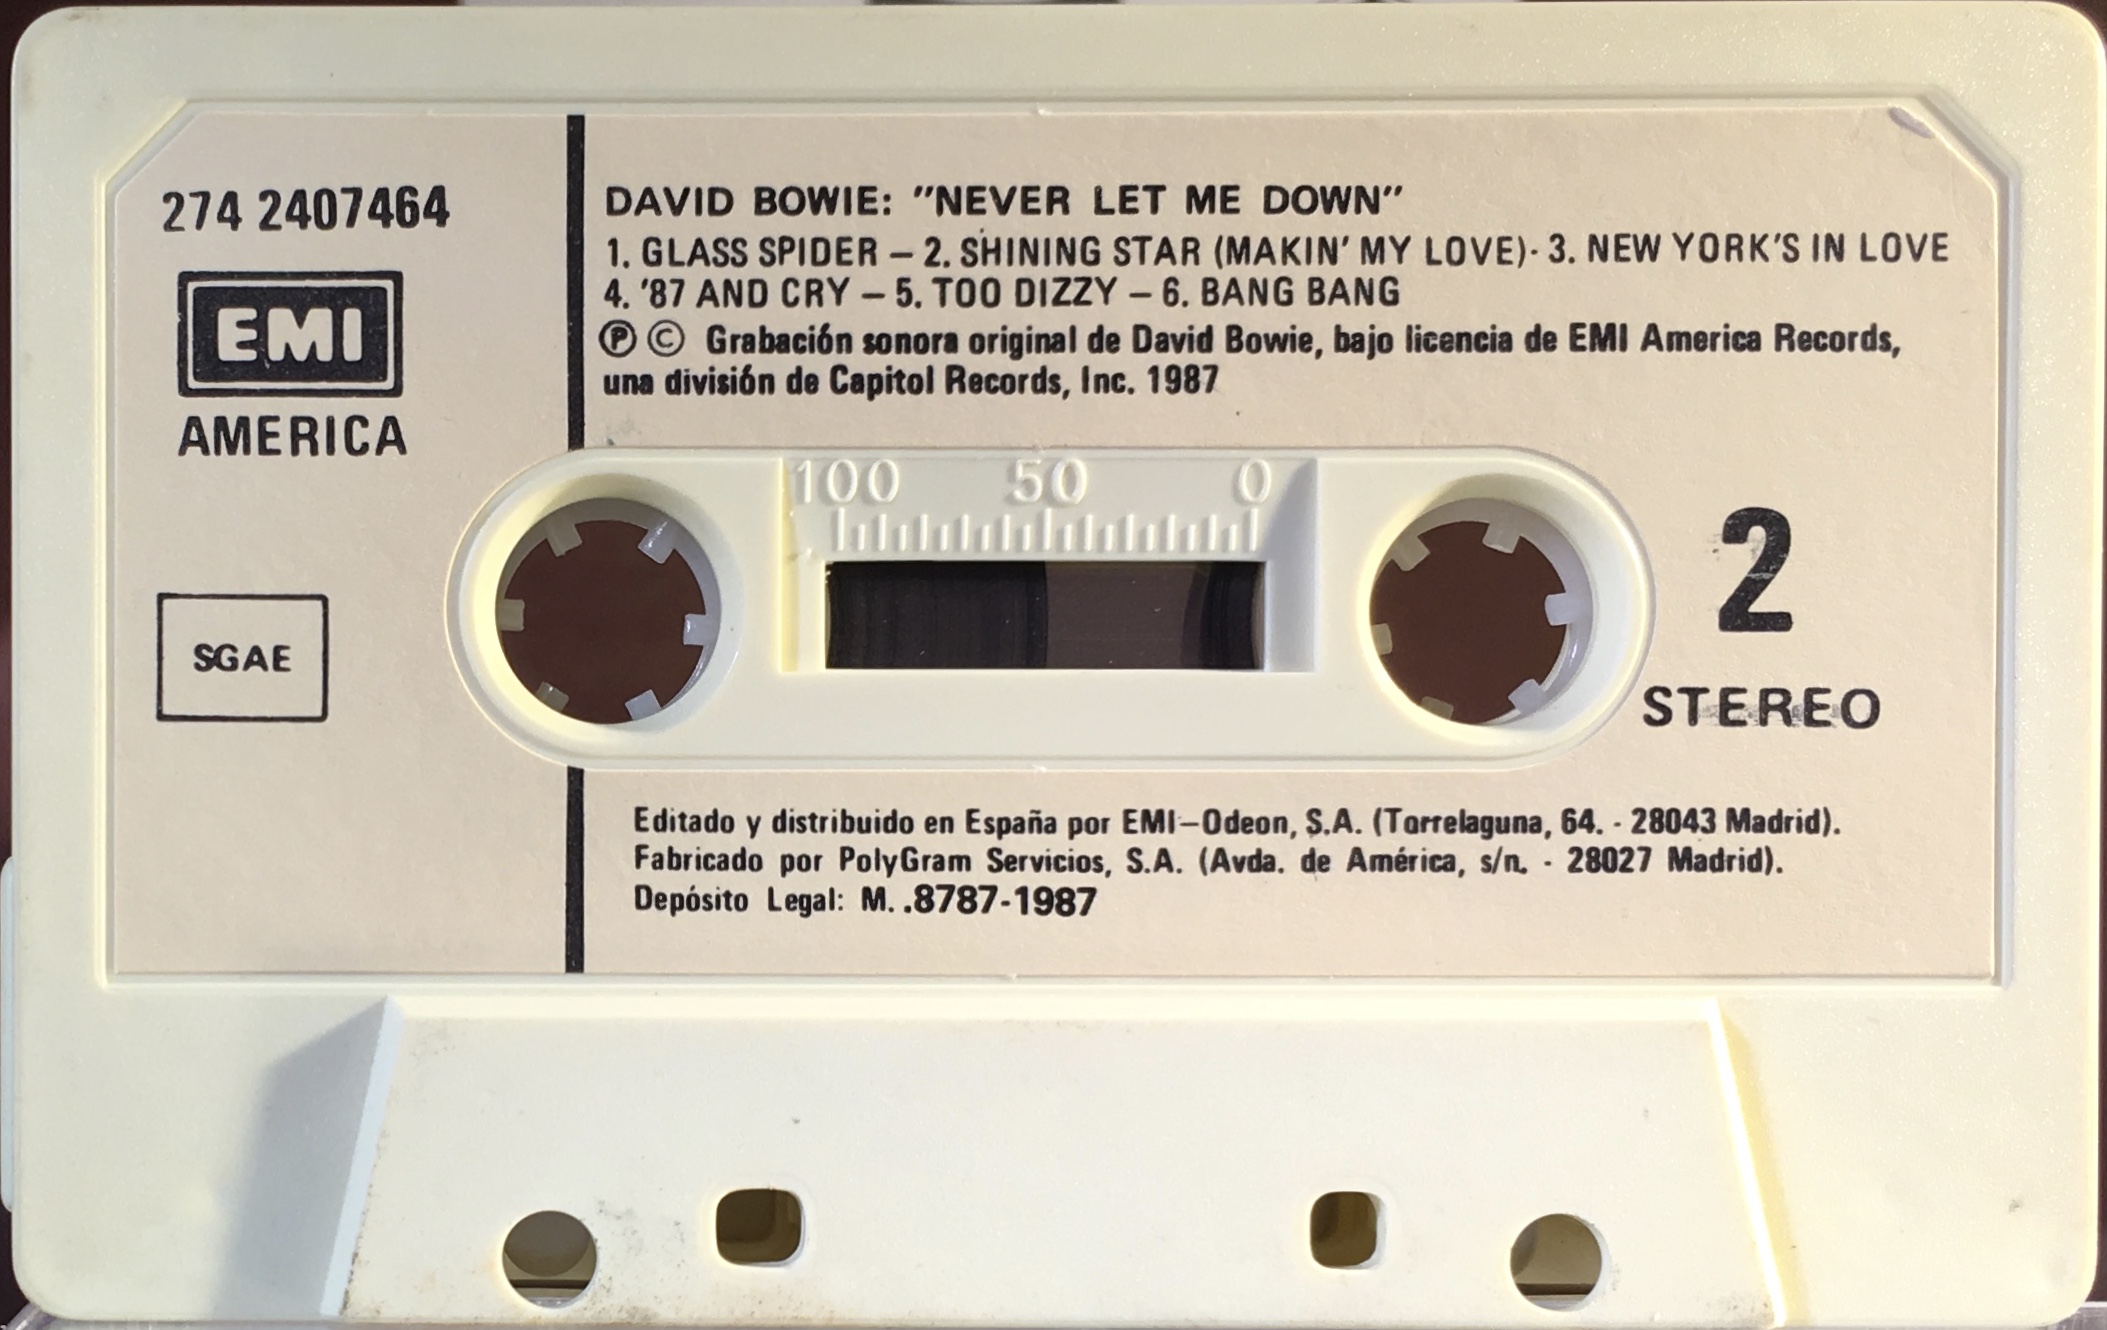 274 2407464
EMI
AMERICA
SGAE
DAVID BOWIE: "NEVER LET ME DOWN"
1. GLASS SPIDER – 2. SHINING STAR (MAKIN' MY LOVE)· 3. NEW YORK'S IN LOVE
4. '87 AND CRY – 5. TOO DIZZY – 6. BANG BANG
Ⓟ © Grabación sonora original de David Bowie, bajo licencia de EMI America Records,
una división de Capitol Records, Inc. 1987
100 50 0
2
STEREO
Editado y distribuido en España por EMI–Odeon, S.A. (Torrelaguna, 64. - 28043 Madrid).
Fabricado por PolyGram Servicios, S.A. (Avda. de América, s/n. - 28027 Madrid).
Depósito Legal: M. .8787-1987